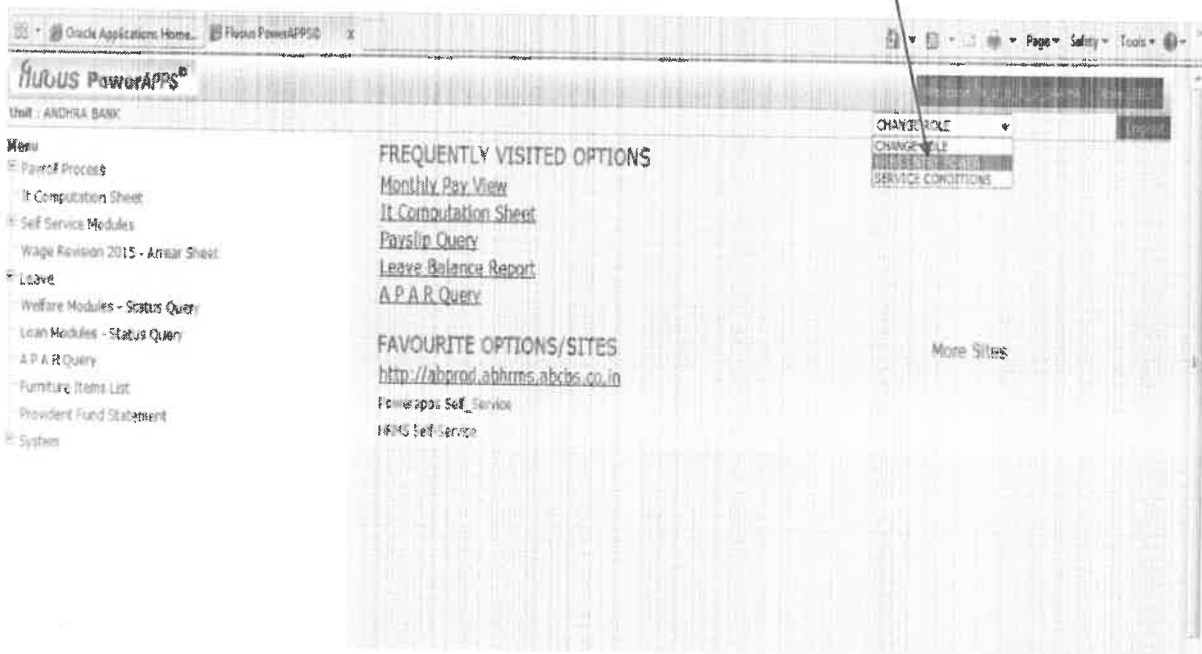 Oracle Applications Home... Fluous PowerAPPS® x
Page Safety Tools
fluous PowerAPPS®
Unit : ANDHRA BANK
CHANGE ROLE
CHANGE ROLE
SERVICE CONDITIONS
Logout
Menu
Payroll Process
It Computation Sheet
Self Service Modules
Wage Revision 2015 - Arrear Sheet
Leave
Welfare Modules - Status Query
Loan Modules - Status Query
A P A R Query
Furniture Items List
Provident Fund Statement
System
FREQUENTLY VISITED OPTIONS
Monthly Pay View
It Computation Sheet
Payslip Query
Leave Balance Report
A P A R Query
FAVOURITE OPTIONS/SITES
http://abprod.abhrms.abcbs.co.in
Powerapps Self_Service
HRMS Self-Service
More Sites